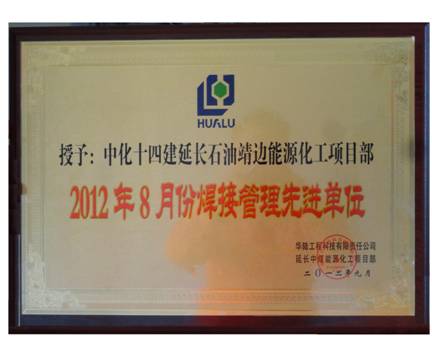 HUALU
授予：中化十四建延长石油靖边能源化工项目部
2012年8月份焊接管理先进单位
华陆工程科技有限责任公司
延长中煤能源化工项目部
二〇一二年九月